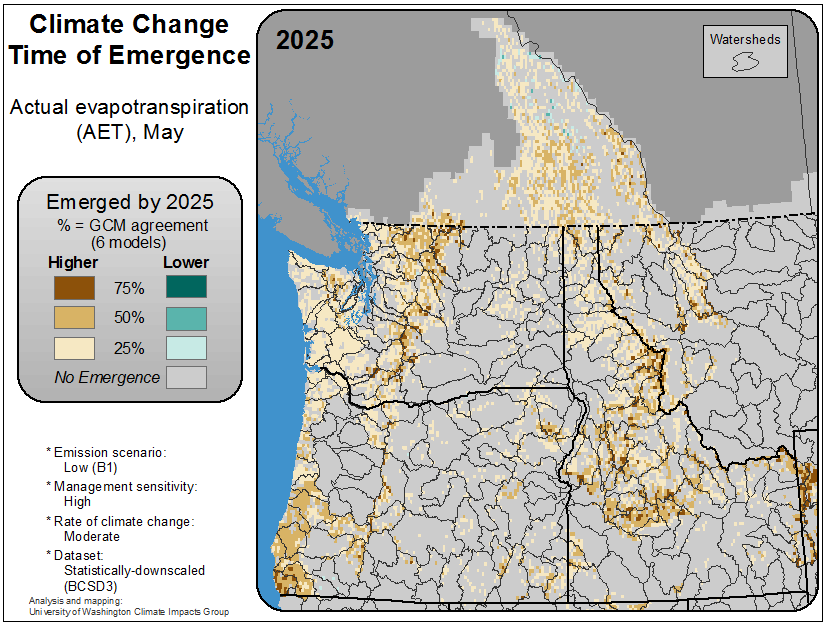 Climate Change
Time of Emergence
Actual evapotranspiration
(AET), May
Emerged by 2025
% = GCM agreement
(6 models)
Higher Lower
75%
50%
25%
No Emergence
* Emission scenario:
Low (B1)
* Management sensitivity:
High
* Rate of climate change:
Moderate
* Dataset:
Statistically-downscaled
(BCSD3)
Analysis and mapping:
University of Washington Climate Impacts Group
2025
Watersheds